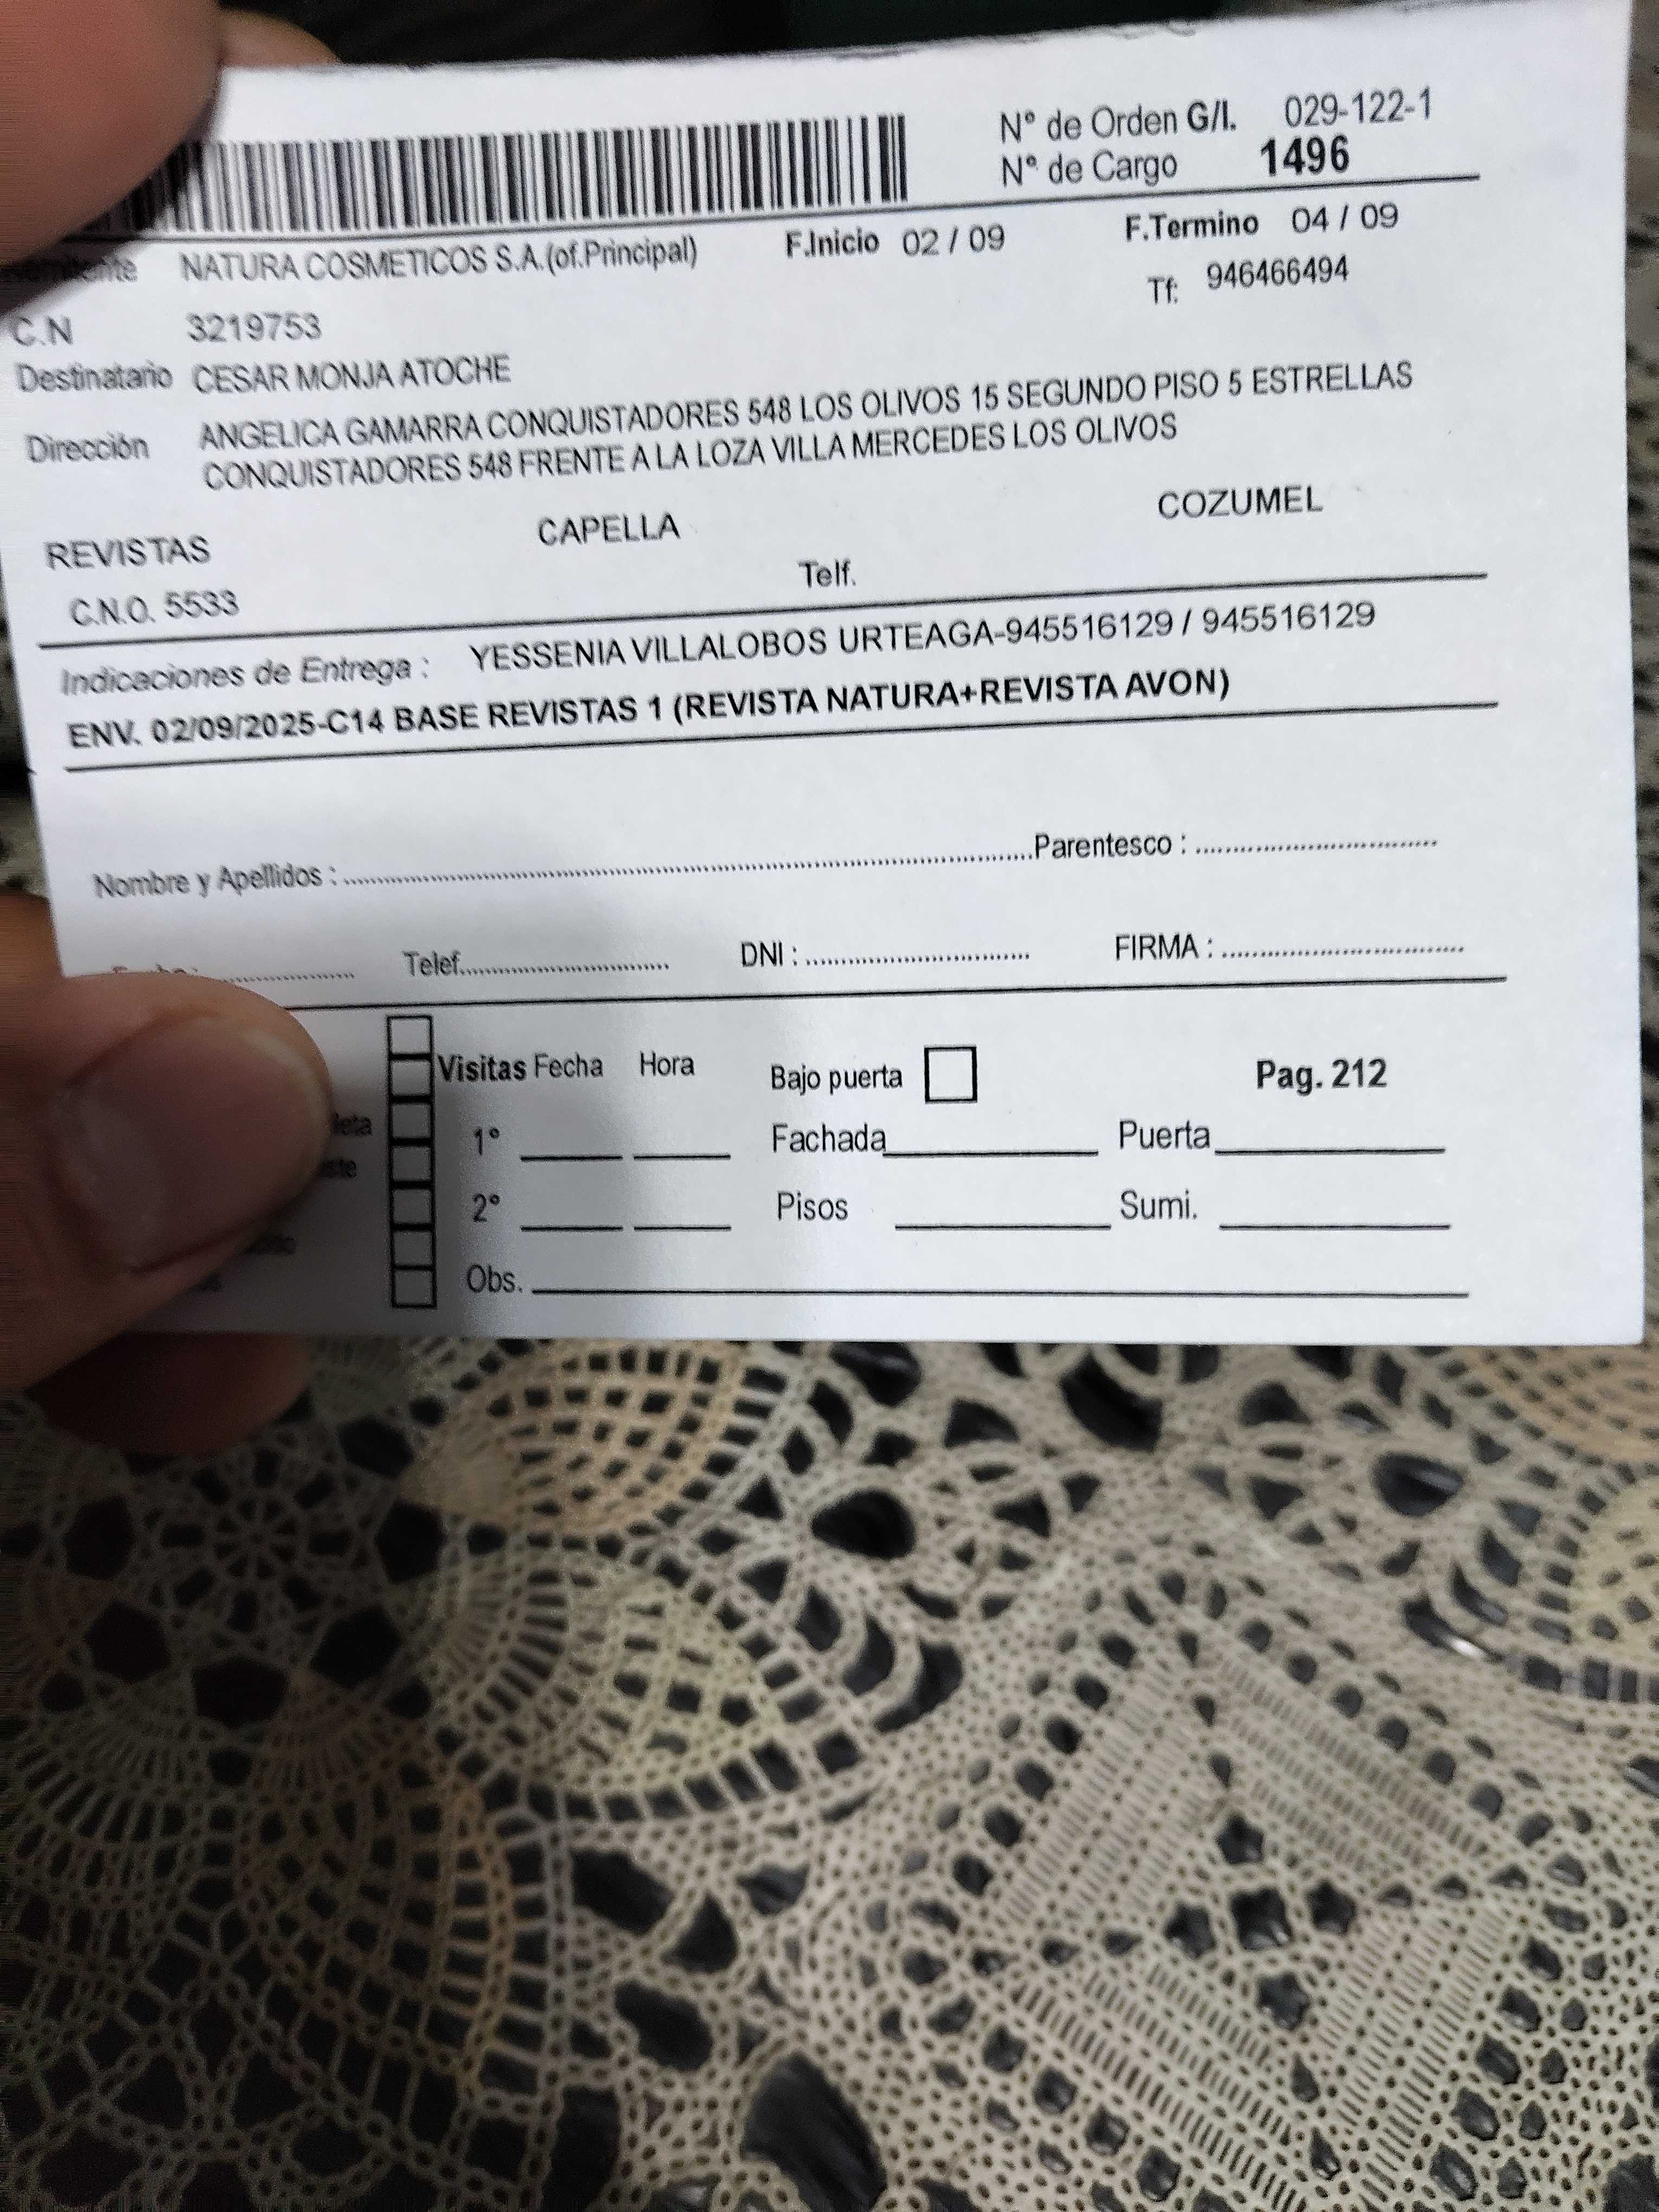 N° de Orden G/I. 029-122-1
N° de Cargo 1496
Remitente NATURA COSMETICOS S.A.(of.Principal) F.Inicio 02 / 09 F.Termino 04 / 09
C.N 3219753 Tf: 946466494
Destinatario CESAR MONJA ATOCHE
Dirección ANGELICA GAMARRA CONQUISTADORES 548 LOS OLIVOS 15 SEGUNDO PISO 5 ESTRELLAS
CONQUISTADORES 548 FRENTE A LA LOZA VILLA MERCEDES LOS OLIVOS
REVISTAS CAPELLA COZUMEL
C.N.O. 5533 Telf.
Indicaciones de Entrega : YESSENIA VILLALOBOS URTEAGA-945516129 / 945516129
ENV. 02/09/2025-C14 BASE REVISTAS 1 (REVISTA NATURA+REVISTA AVON)
Nombre y Apellidos : Parentesco :
Telef. DNI : FIRMA :
Visitas Fecha Hora Bajo puerta Pag. 212
1° Fachada Puerta
2° Pisos Sumi.
Obs.